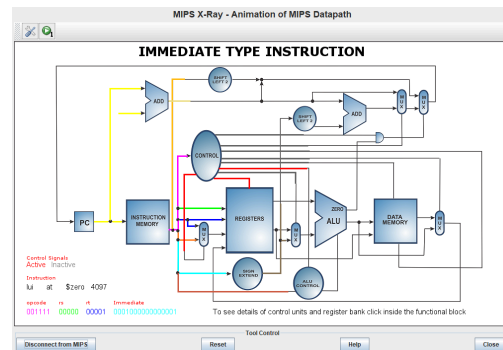 MIPS X-Ray - Animation of MIPS Datapath
IMMEDIATE TYPE INSTRUCTION
SHIFT LEFT 2
ADD
MUX
MUX
SHIFT LEFT 2
ADD
CONTROL
PC
INSTRUCTION MEMORY
MUX
REGISTERS
MUX
ZERO
ALU
DATA MEMORY
MUX
SIGN EXTEND
ALU CONTROL
Control Signals
Active Inactive
Instruction
lui at $zero 4097
opcode rs rt Immediate
001111 00000 00001 0001000000000001
To see details of control units and register bank click inside the functional block
Tool Control
Disconnect from MIPS Reset Help Close